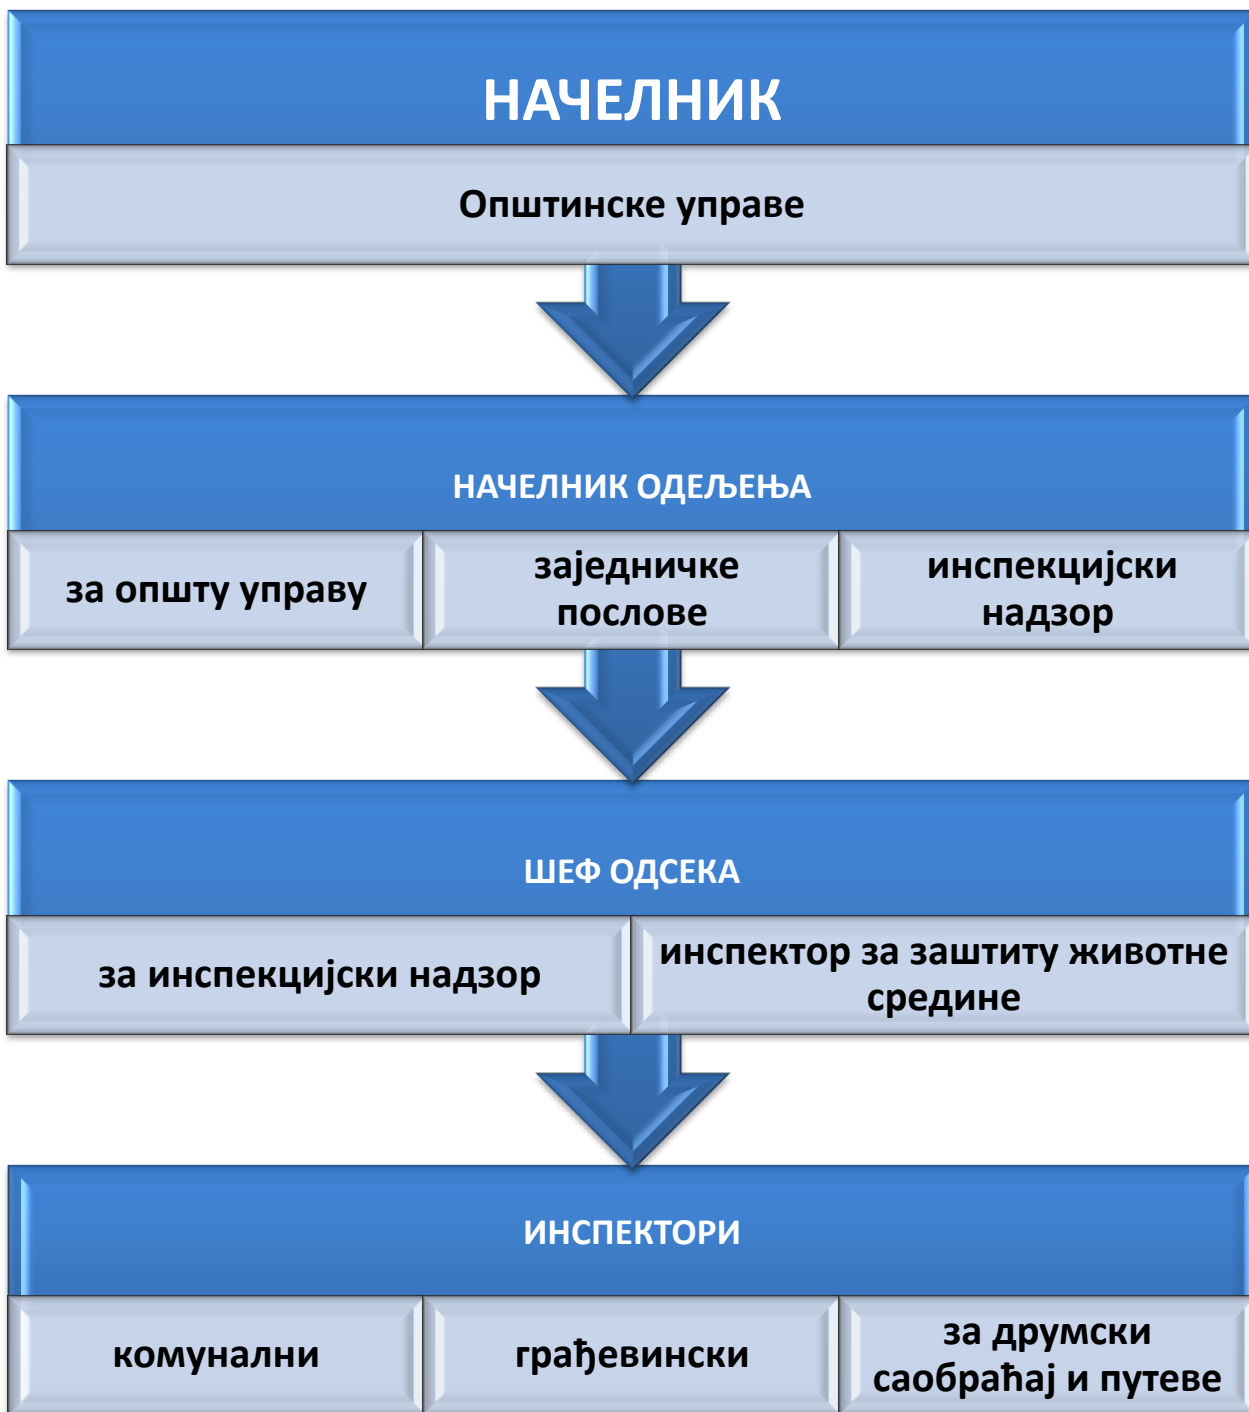 НАЧЕЛНИК
Општинске управе
НАЧЕЛНИК ОДЕЉЕЊА
за општу управу
заједничке
послове
инспекцијски
надзор
ШЕФ ОДСЕКА
за инспекцијски надзор
инспектор за заштиту животне
средине
ИНСПЕКТОРИ
комунални
грађевински
за друмски
саобраћај и путеве